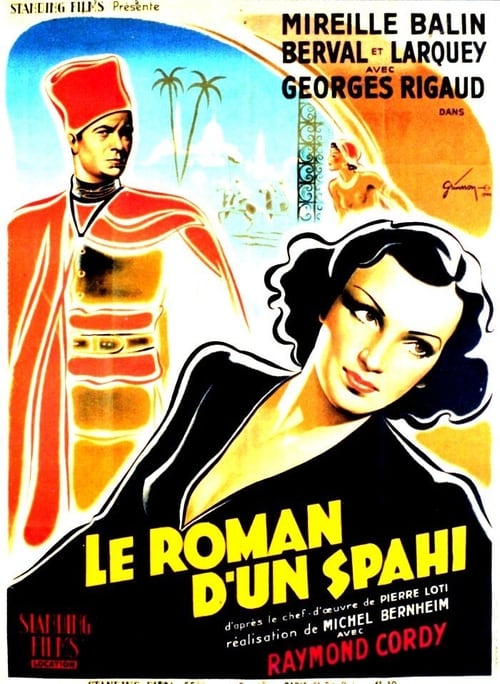 STANDING FILMS Présente
MIREILLE BALIN
BERVAL ET LARQUEY
AVEC
GEORGES RIGAUD
DANS
LE ROMAN
D'UN SPAHI
d'après le chef-d'œuvre de PIERRE LOTI
réalisation de MICHEL BERNHEIM
AVEC
RAYMOND CORDY
STANDING
FILMS
LOCATION